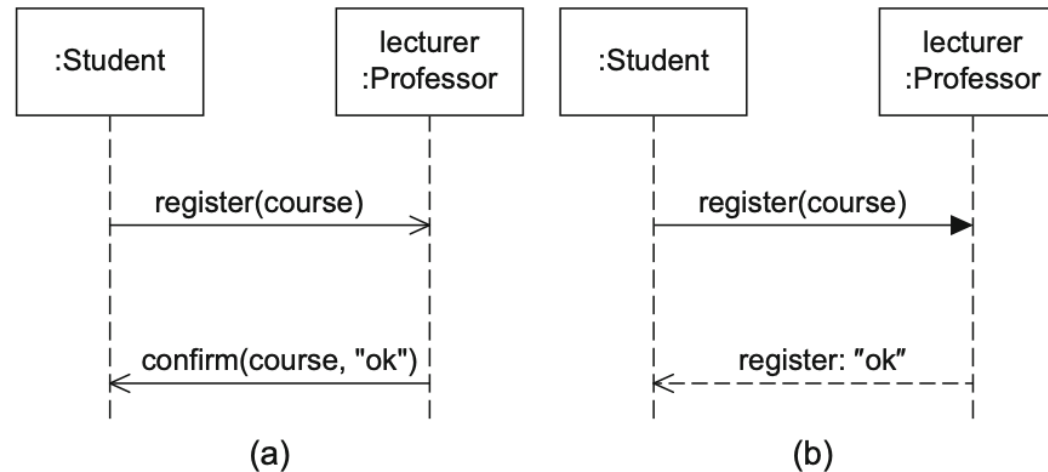 :Student
lecturer
:Professor
register(course)
confirm(course, "ok")
(a)
:Student
lecturer
:Professor
register(course)
register: ″ok″
(b)